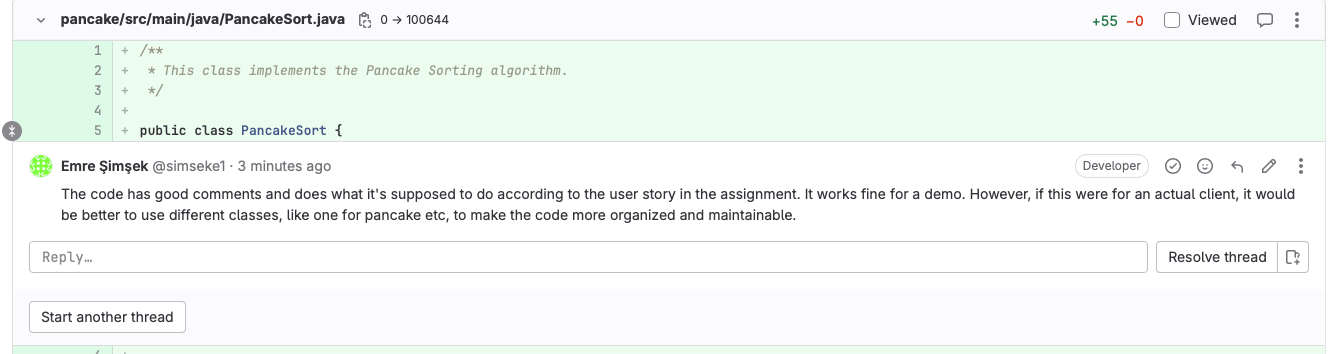 pancake/src/main/java/PancakeSort.java 0 → 100644 +55 −0 Viewed
1 + /**
2 + * This class implements the Pancake Sorting algorithm.
3 + */
4 +
5 + public class PancakeSort {
Emre Şimşek @simseke1 · 3 minutes ago Developer
The code has good comments and does what it's supposed to do according to the user story in the assignment. It works fine for a demo. However, if this were for an actual client, it would
be better to use different classes, like one for pancake etc, to make the code more organized and maintainable.
Reply…
Resolve thread
Start another thread